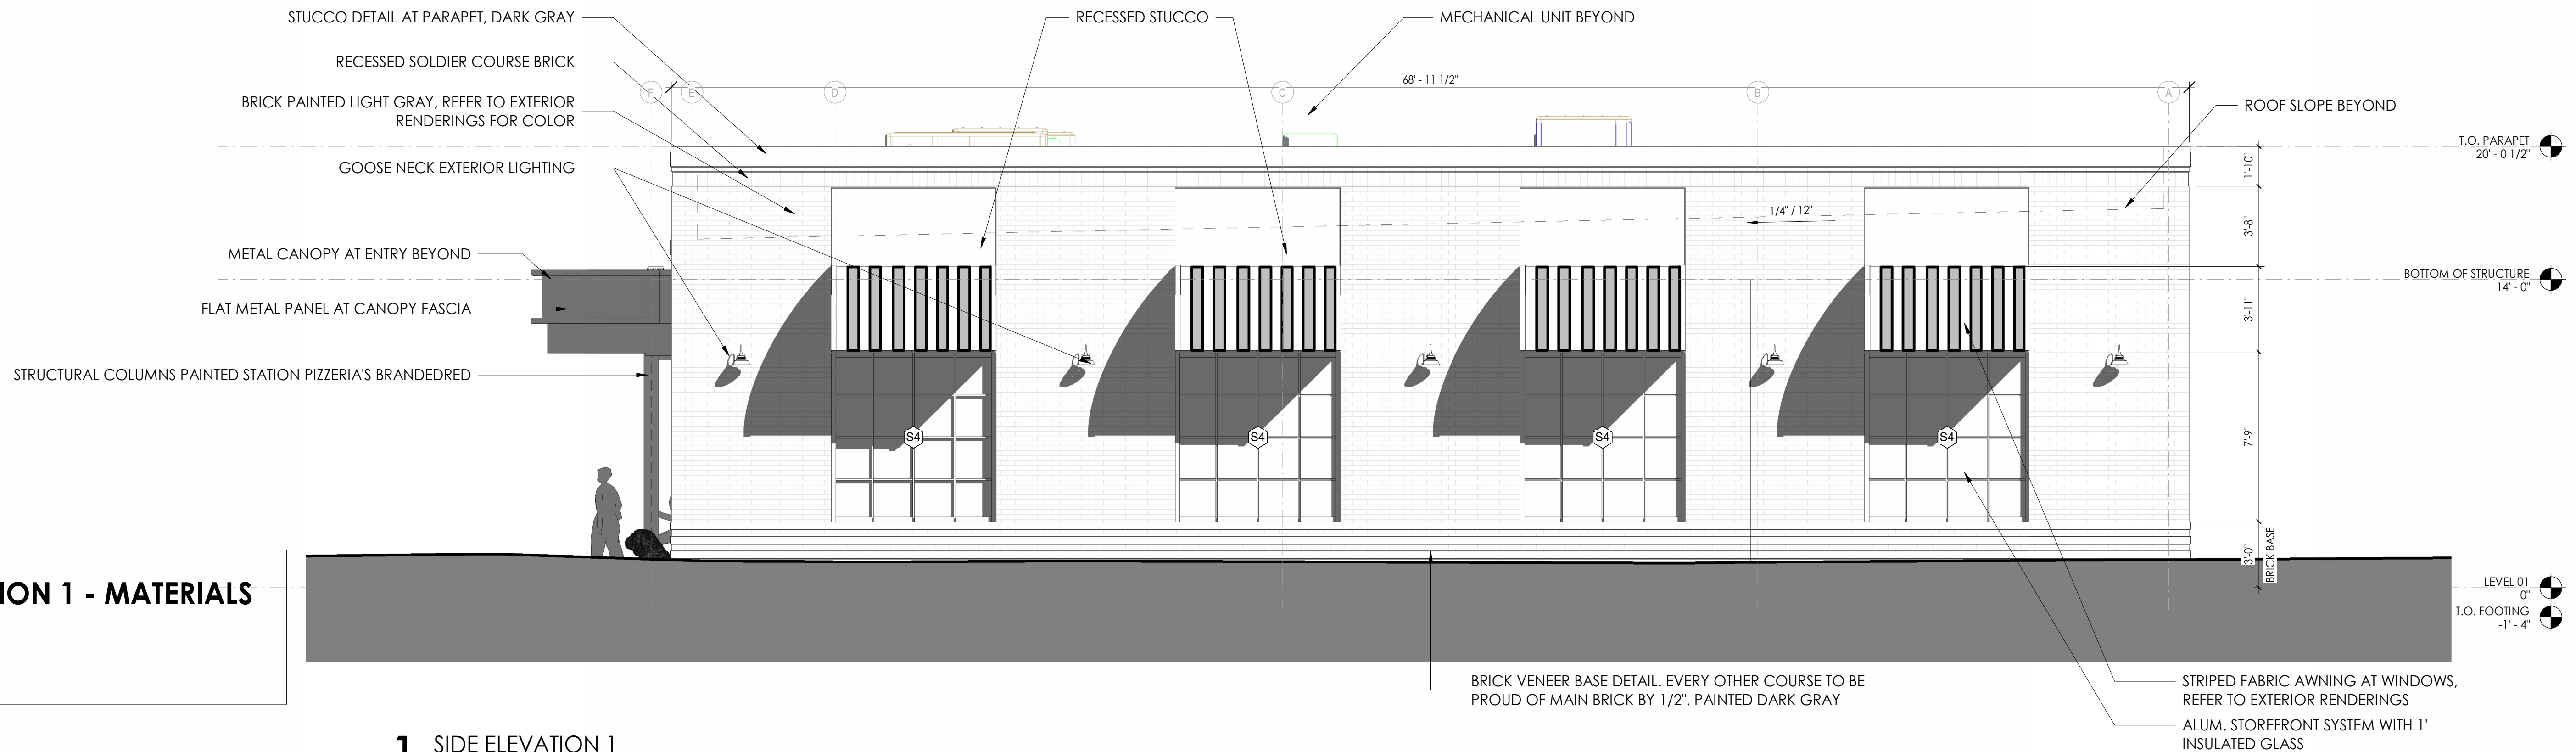 STUCCO DETAIL AT PARAPET, DARK GRAY
RECESSED STUCCO
MECHANICAL UNIT BEYOND
RECESSED SOLDIER COURSE BRICK
68' - 11 1/2"
F
E
D
C
B
A
BRICK PAINTED LIGHT GRAY, REFER TO EXTERIOR
RENDERINGS FOR COLOR
ROOF SLOPE BEYOND
T.O. PARAPET
20' - 0 1/2"
GOOSE NECK EXTERIOR LIGHTING
1'-10"
1/4" / 12"
3'-8"
METAL CANOPY AT ENTRY BEYOND
BOTTOM OF STRUCTURE
14' - 0"
FLAT METAL PANEL AT CANOPY FASCIA
3'-11"
STRUCTURAL COLUMNS PAINTED STATION PIZZERIA'S BRANDEDRED
S4
S4
S4
S4
7'-9"
3'-0"
BRICK BASE
ION 1 - MATERIALS
LEVEL 01
0"
T.O. FOOTING
-1' - 4"
BRICK VENEER BASE DETAIL. EVERY OTHER COURSE TO BE
PROUD OF MAIN BRICK BY 1/2". PAINTED DARK GRAY
STRIPED FABRIC AWNING AT WINDOWS,
REFER TO EXTERIOR RENDERINGS
ALUM. STOREFRONT SYSTEM WITH 1'
INSULATED GLASS
1 SIDE ELEVATION 1